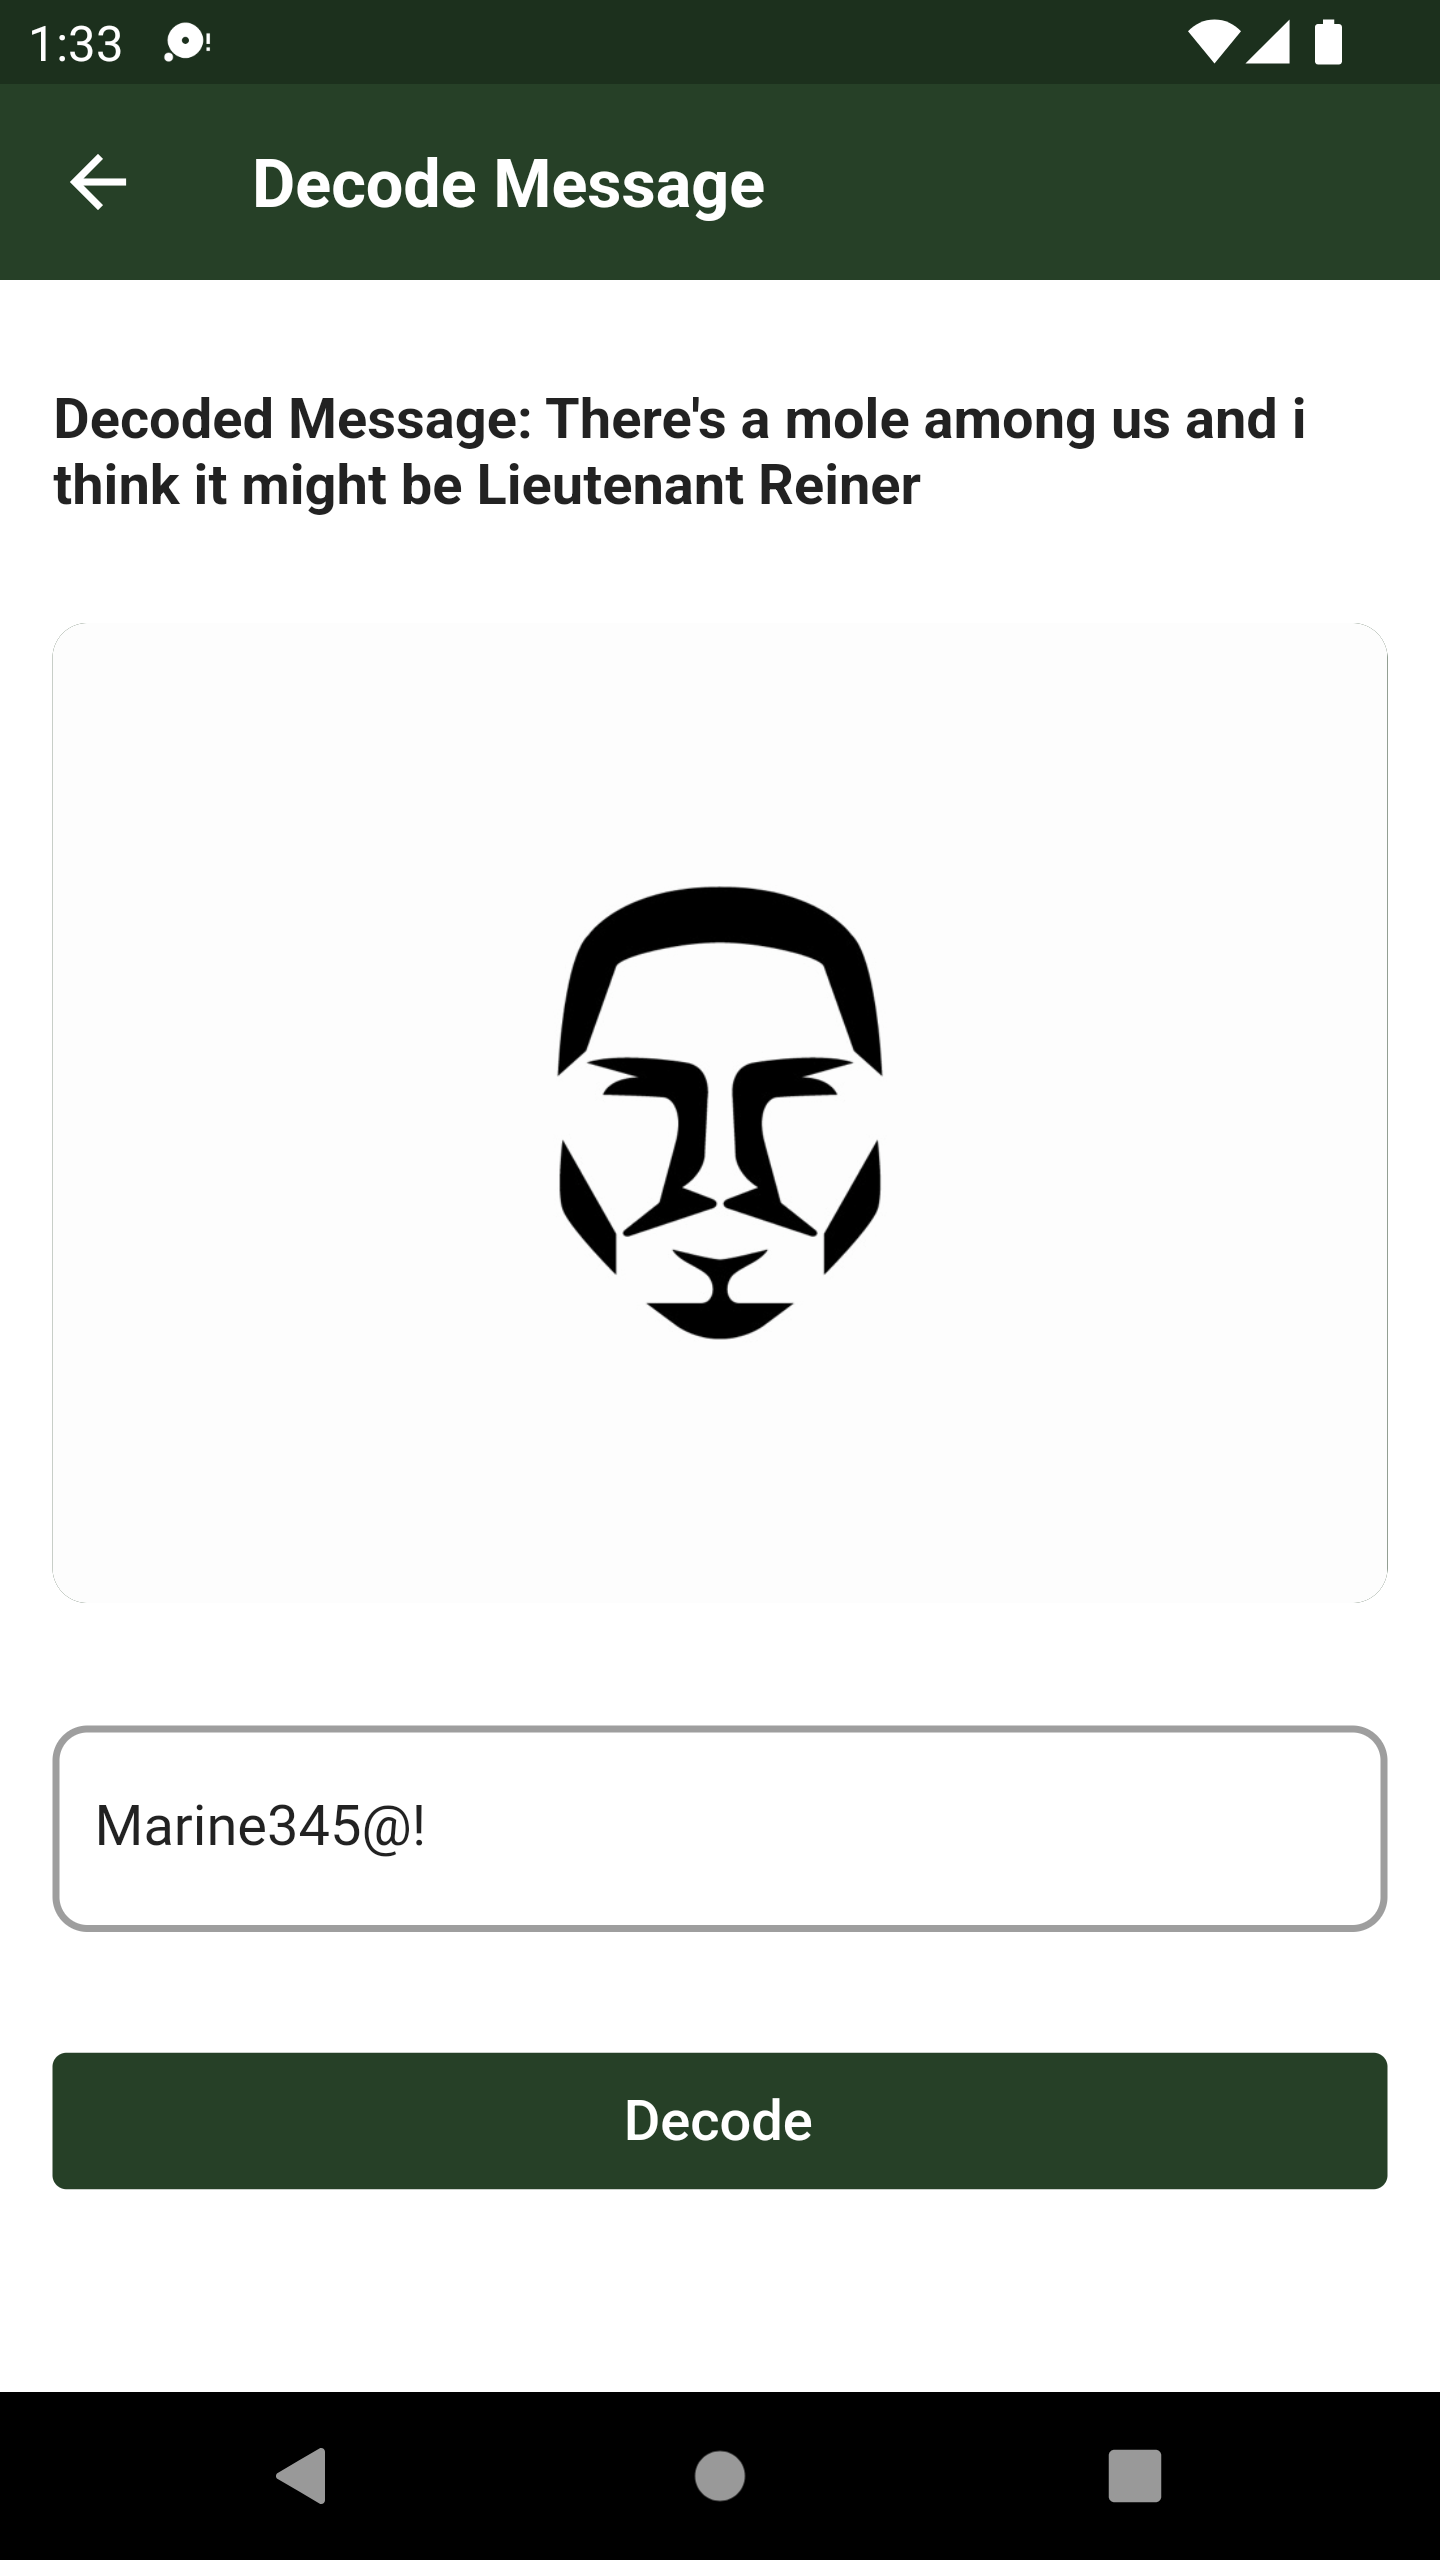 1:33
Decode Message
Decoded Message: There's a mole among us and i
think it might be Lieutenant Reiner
Marine345@!
Decode